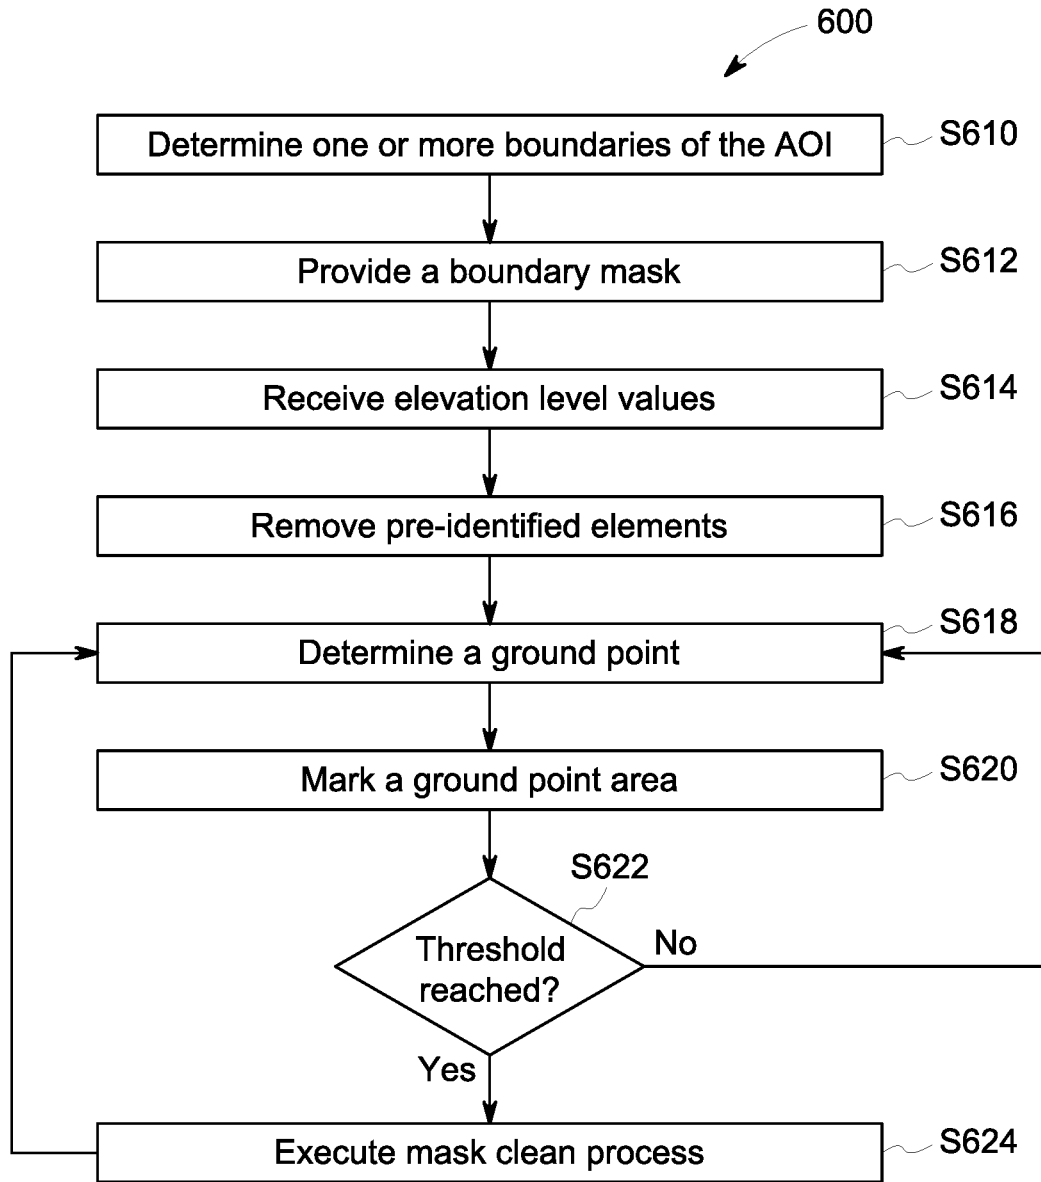 600
Determine one or more boundaries of the AOI
S610
Provide a boundary mask
S612
Receive elevation level values
S614
Remove pre-identified elements
S616
Determine a ground point
S618
Mark a ground point area
S620
S622
Threshold
reached?
No
Yes
Execute mask clean process
S624